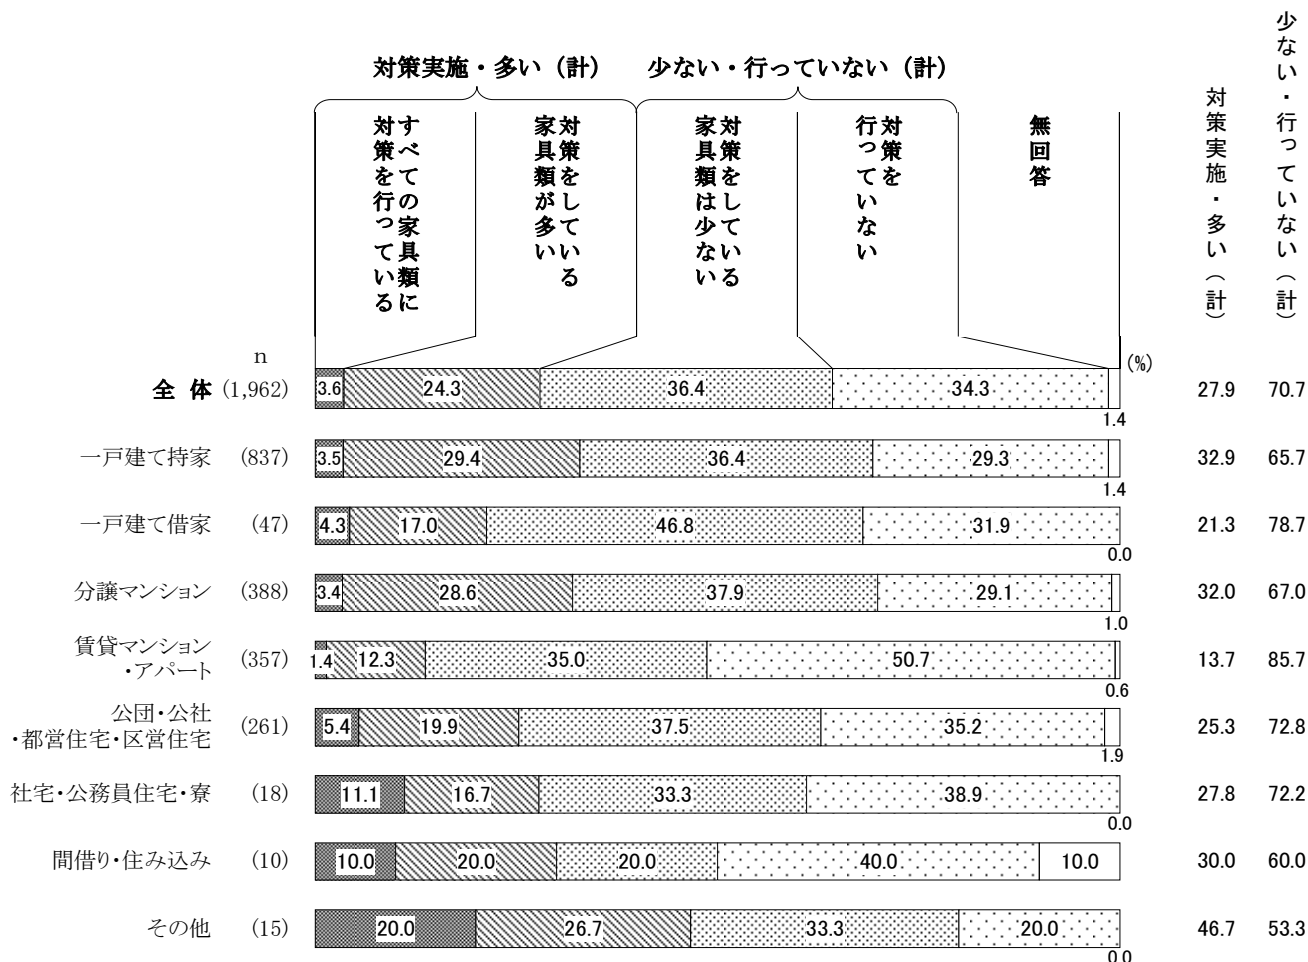 対策実施・多い（計）
少ない・行っていない（計）
すべての家具類に
対策を行っている
対策をしている
家具類が多い
対策をしている
家具類は少ない
対策を
行っていない
無回答
対策実施・多い（計）
少ない・行っていない（計）
n
(%)
全 体 (1,962) 3.6 24.3 36.4 34.3 27.9 70.7
1.4
一戸建て持家 (837) 3.5 29.4 36.4 29.3 32.9 65.7
1.4
一戸建て借家 (47) 4.3 17.0 46.8 31.9 21.3 78.7
0.0
分譲マンション (388) 3.4 28.6 37.9 29.1 32.0 67.0
1.0
賃貸マンション
・アパート (357) 1.4 12.3 35.0 50.7 13.7 85.7
0.6
公団・公社
・都営住宅・区営住宅 (261) 5.4 19.9 37.5 35.2 25.3 72.8
1.9
社宅・公務員住宅・寮 (18) 11.1 16.7 33.3 38.9 27.8 72.2
0.0
間借り・住み込み (10) 10.0 20.0 20.0 40.0 10.0 30.0 60.0
その他 (15) 20.0 26.7 33.3 20.0 46.7 53.3
0.0